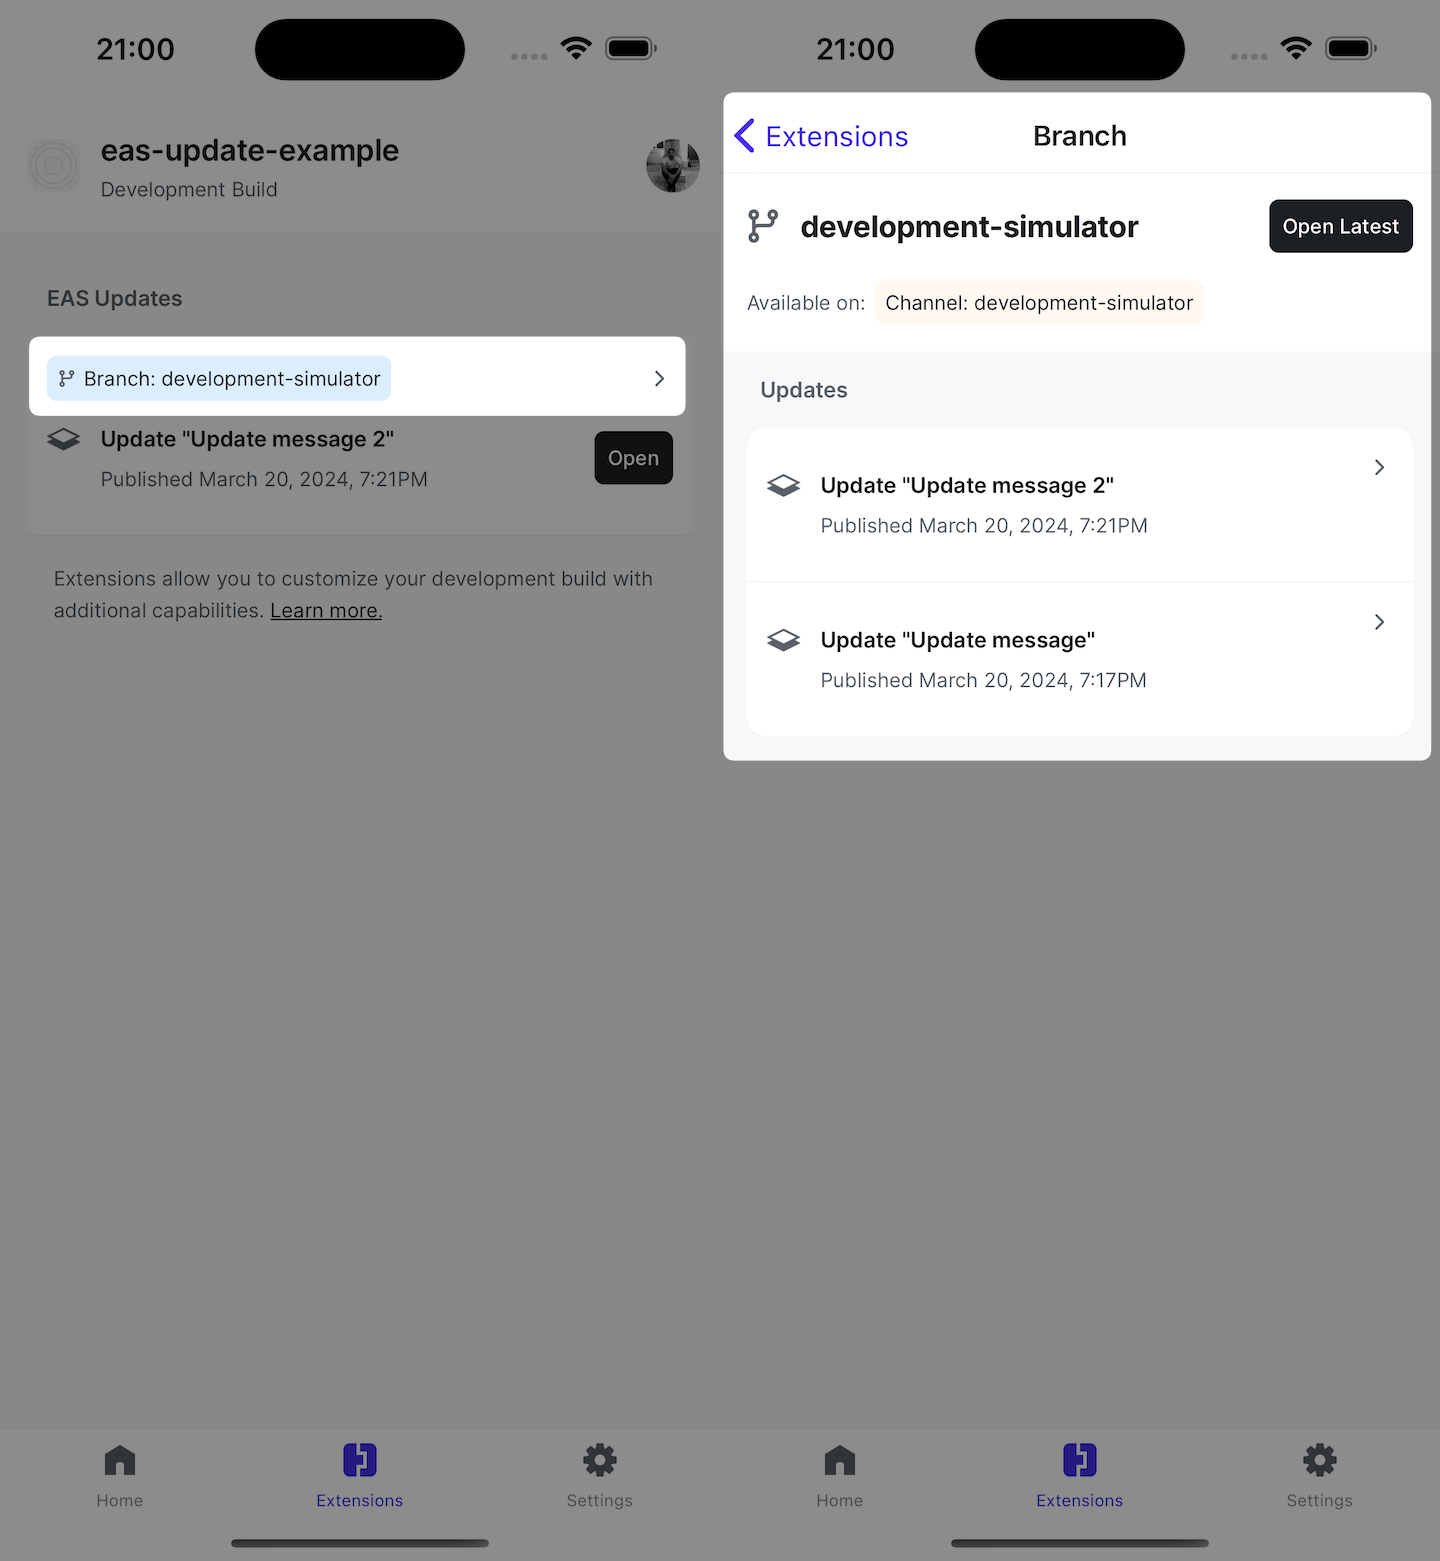 21:00
eas-update-example
Development Build
EAS Updates
Branch: development-simulator
Update "Update message 2"
Published March 20, 2024, 7:21PM
Open
Extensions allow you to customize your development build with
additional capabilities. Learn more.
Home
Extensions
Settings
21:00
Extensions
Branch
development-simulator
Open Latest
Available on:
Channel: development-simulator
Updates
Update "Update message 2"
Published March 20, 2024, 7:21PM
Update "Update message"
Published March 20, 2024, 7:17PM
Home
Extensions
Settings